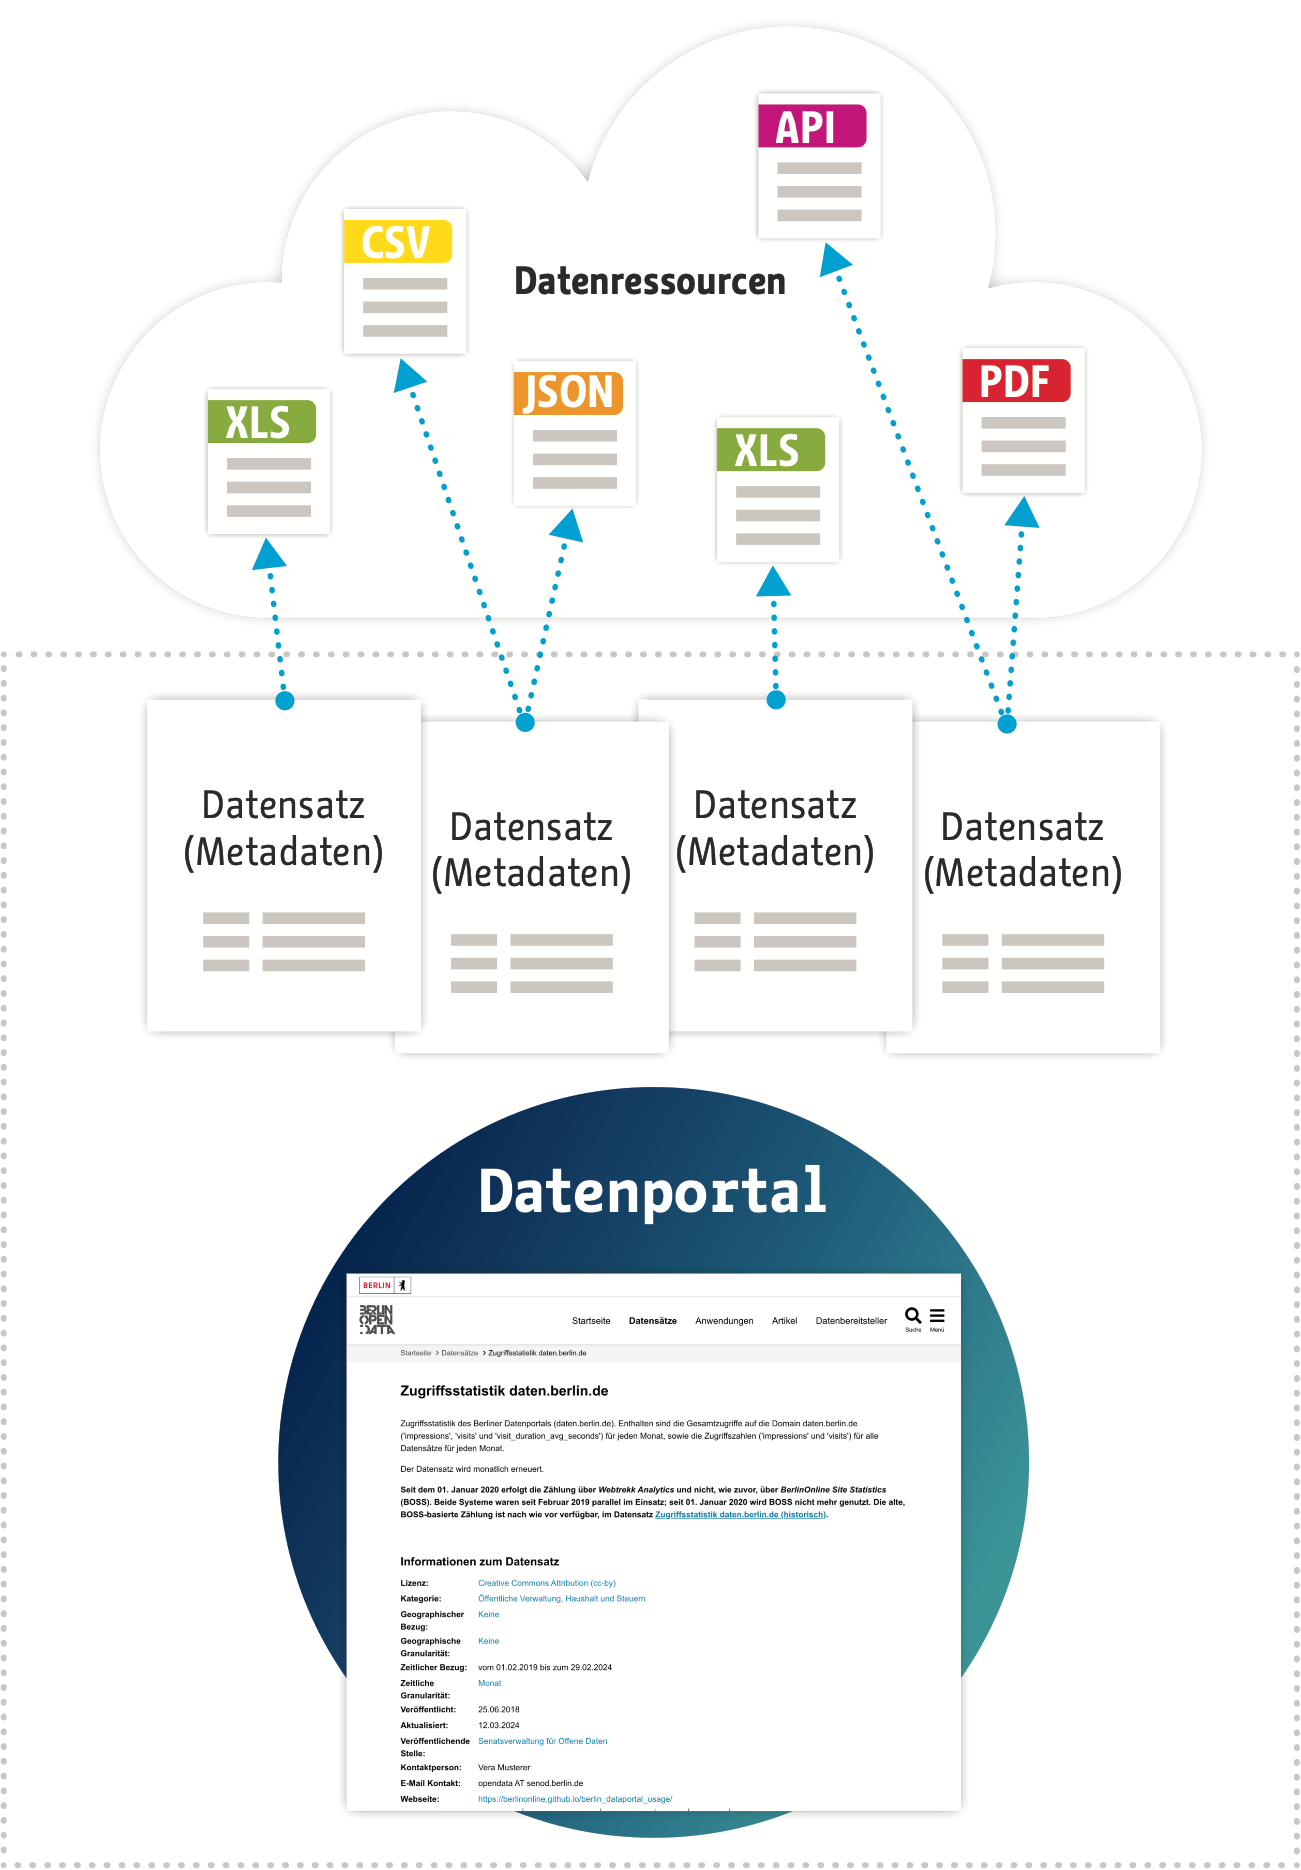 API
CSV
Datenressourcen
JSON
PDF
XLS
XLS
Datensatz
(Metadaten)
Datensatz
(Metadaten)
Datensatz
(Metadaten)
Datensatz
(Metadaten)
Datenportal
BERLIN
BERLIN
OPEN
DATA
Startseite Datensätze Anwendungen Artikel Datenbereitsteller Suche Menü
Startseite > Datensätze > Zugriffsstatistik daten.berlin.de
Zugriffsstatistik daten.berlin.de
Zugriffsstatistik des Berliner Datenportals (daten.berlin.de). Enthalten sind die Gesamtzugriffe auf die Domain daten.berlin.de
('impressions', 'visits' und 'visit_duration_avg_seconds') für jeden Monat, sowie die Zugriffszahlen ('impressions' und 'visits') für alle
Datensätze für jeden Monat.
Der Datensatz wird monatlich erneuert.
Seit dem 01. Januar 2020 erfolgt die Zählung über Webtrekk Analytics und nicht, wie zuvor, über BerlinOnline Site Statistics
(BOSS). Beide Systeme waren seit Februar 2019 parallel im Einsatz; seit 01. Januar 2020 wird BOSS nicht mehr genutzt. Die alte,
BOSS-basierte Zählung ist nach wie vor verfügbar, im Datensatz Zugriffsstatistik daten.berlin.de (historisch).
Informationen zum Datensatz
Lizenz: Creative Commons Attribution (cc-by)
Kategorie: Öffentliche Verwaltung, Haushalt und Steuern
Geographischer Keine
Bezug:
Geographische Keine
Granularität:
Zeitlicher Bezug: vom 01.02.2019 bis zum 29.02.2024
Zeitliche Monat
Granularität:
Veröffentlicht: 25.06.2018
Aktualisiert: 12.03.2024
Veröffentlichende Senatsverwaltung für Offene Daten
Stelle:
Kontaktperson: Vera Musterer
E-Mail Kontakt: opendata AT senod.berlin.de
Webseite: https://berlinonline.github.io/berlin_dataportal_usage/